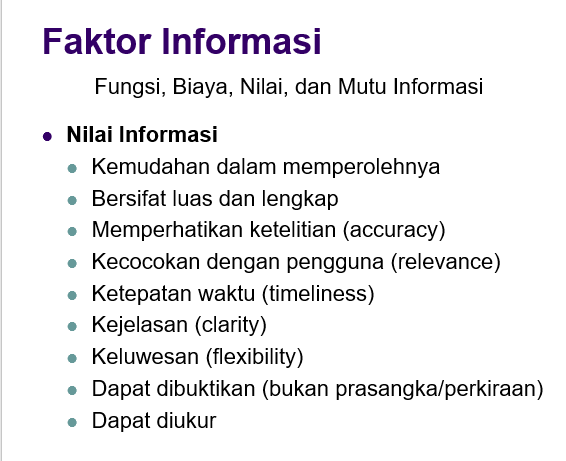 Faktor Informasi
Fungsi, Biaya, Nilai, dan Mutu Informasi
Nilai Informasi
Kemudahan dalam memperolehnya
Bersifat luas dan lengkap
Memperhatikan ketelitian (accuracy)
Kecocokan dengan pengguna (relevance)
Ketepatan waktu (timeliness)
Kejelasan (clarity)
Keluwesan (flexibility)
Dapat dibuktikan (bukan prasangka/perkiraan)
Dapat diukur